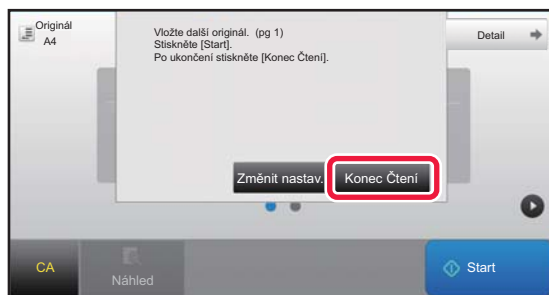 Originál
A4
Vložte další originál. (pg 1)
Stiskněte [Start].
Po ukončení stiskněte [Konec Čtení].
Detail
Změnit nastav.
Konec Čtení
CA
Náhled
Start